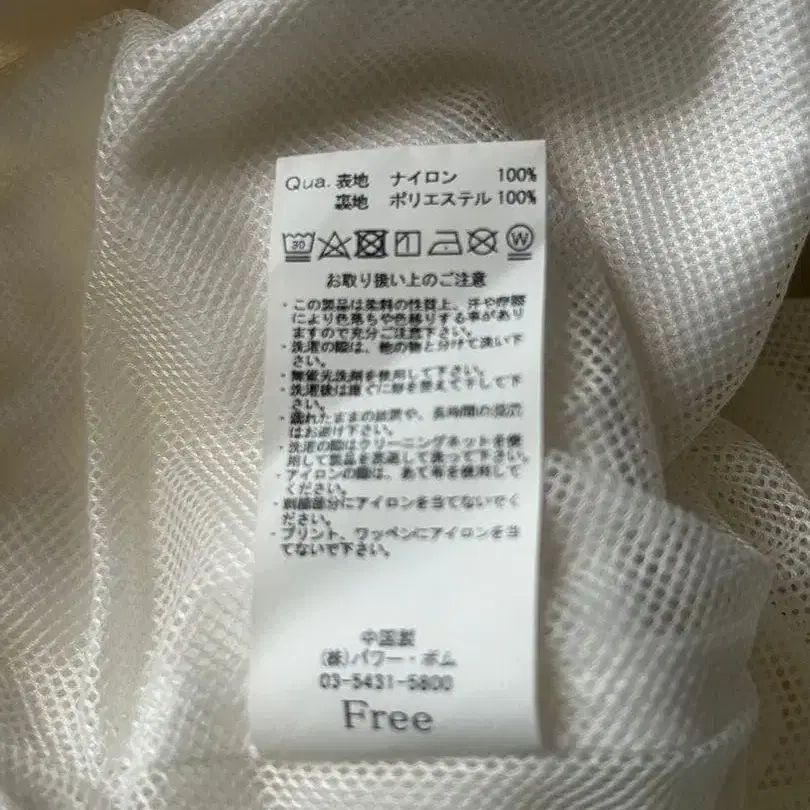 Qua. 表地 ナイロン 100%
裏地 ポリエステル 100%
30
W
お取り扱い上のご注意
・この製品は染料の性質上、汗や摩擦
により色落ちや色移りする事があり
ますので充分ご注意下さい。
・洗濯の際は、他の物と分けて洗い下
さい。
・無蛍光洗剤を使用して下さい。
・洗濯後は直ぐに形を整えて干して下
さい。
・濡れたままの放置や、長時間の浸漬
はお避け下さい。
・洗濯の際はクリーニングネットを使
用して製品を裏返して洗って下さい。
・アイロンの際は、あて布を使用して
ください。
・刺繍部分にアイロンを当てないでく
ださい。
・プリント、ワッペンにアイロンを当
てないで下さい。
中国製
(株)パワー・ボム
03-5431-5800
Free